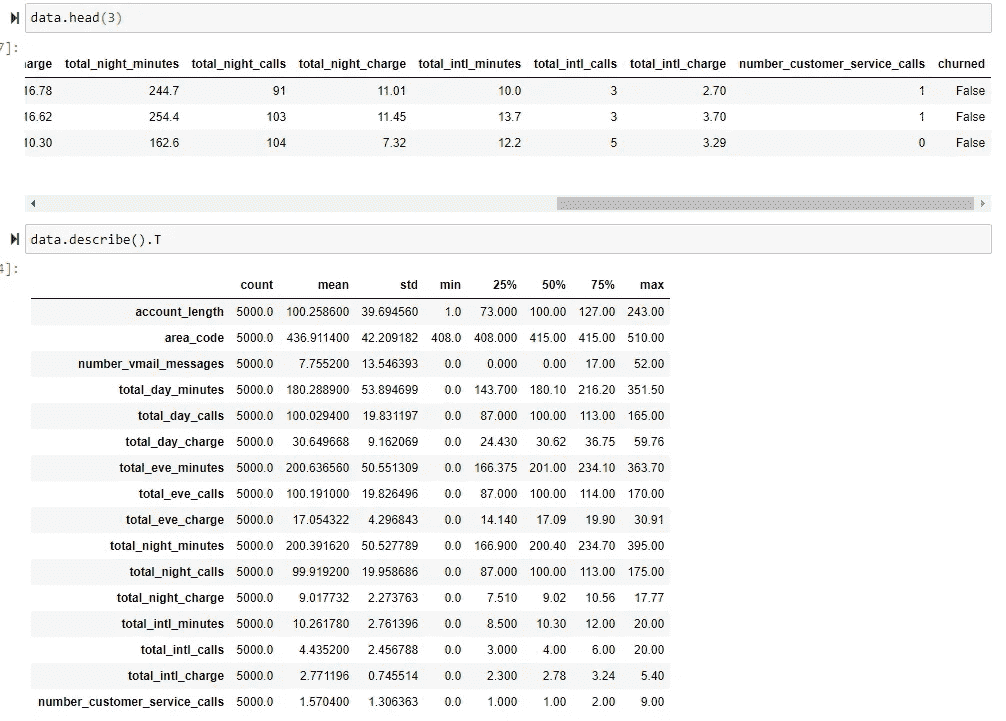 data.head(3)
7]:
arge total_night_minutes total_night_calls total_night_charge total_intl_minutes total_intl_calls total_intl_charge number_customer_service_calls churned
16.78 244.7 91 11.01 10.0 3 2.70 1 False
16.62 254.4 103 11.45 13.7 3 3.70 1 False
10.30 162.6 104 7.32 12.2 5 3.29 0 False
data.describe().T
4]:
count mean std min 25% 50% 75% max
account_length 5000.0 100.258600 39.694560 1.0 73.000 100.00 127.00 243.00
area_code 5000.0 436.911400 42.209182 408.0 408.000 415.00 415.00 510.00
number_vmail_messages 5000.0 7.755200 13.546393 0.0 0.000 0.00 17.00 52.00
total_day_minutes 5000.0 180.288900 53.894699 0.0 143.700 180.10 216.20 351.50
total_day_calls 5000.0 100.029400 19.831197 0.0 87.000 100.00 113.00 165.00
total_day_charge 5000.0 30.649668 9.162069 0.0 24.430 30.62 36.75 59.76
total_eve_minutes 5000.0 200.636560 50.551309 0.0 166.375 201.00 234.10 363.70
total_eve_calls 5000.0 100.191000 19.826496 0.0 87.000 100.00 114.00 170.00
total_eve_charge 5000.0 17.054322 4.296843 0.0 14.140 17.09 19.90 30.91
total_night_minutes 5000.0 200.391620 50.527789 0.0 166.900 200.40 234.70 395.00
total_night_calls 5000.0 99.919200 19.958686 0.0 87.000 100.00 113.00 175.00
total_night_charge 5000.0 9.017732 2.273763 0.0 7.510 9.02 10.56 17.77
total_intl_minutes 5000.0 10.261780 2.761396 0.0 8.500 10.30 12.00 20.00
total_intl_calls 5000.0 4.435200 2.456788 0.0 3.000 4.00 6.00 20.00
total_intl_charge 5000.0 2.771196 0.745514 0.0 2.300 2.78 3.24 5.40
number_customer_service_calls 5000.0 1.570400 1.306363 0.0 1.000 1.00 2.00 9.00